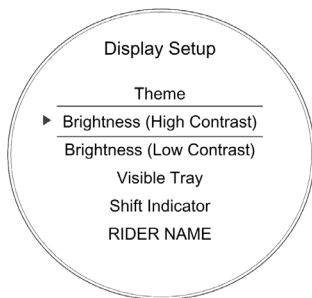 Display Setup
Theme
Brightness (High Contrast)
Brightness (Low Contrast)
Visible Tray
Shift Indicator
RIDER NAME